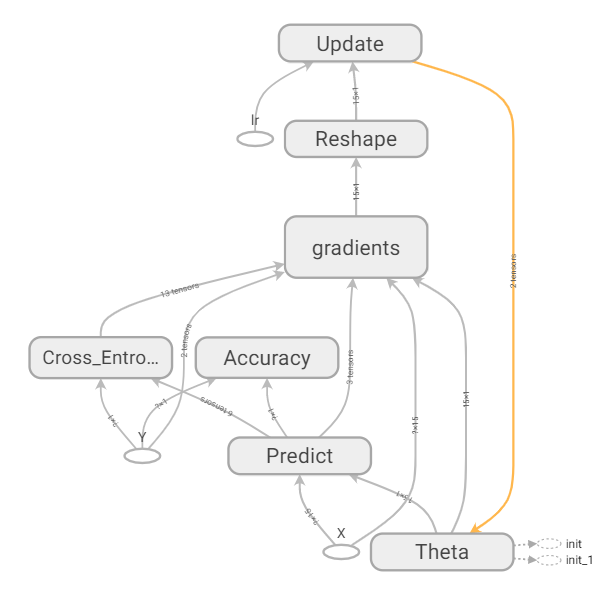 Update
lr
15×1
Reshape
15×1
gradients
13 tensors
2 tensors
2 tensors
Cross_Entro...
Accuracy
3 tensors
?×1
?×1
6 tensors
?×1
15×1
?×15
Y
Predict
15×1
?×15
X
Theta
init
init_1